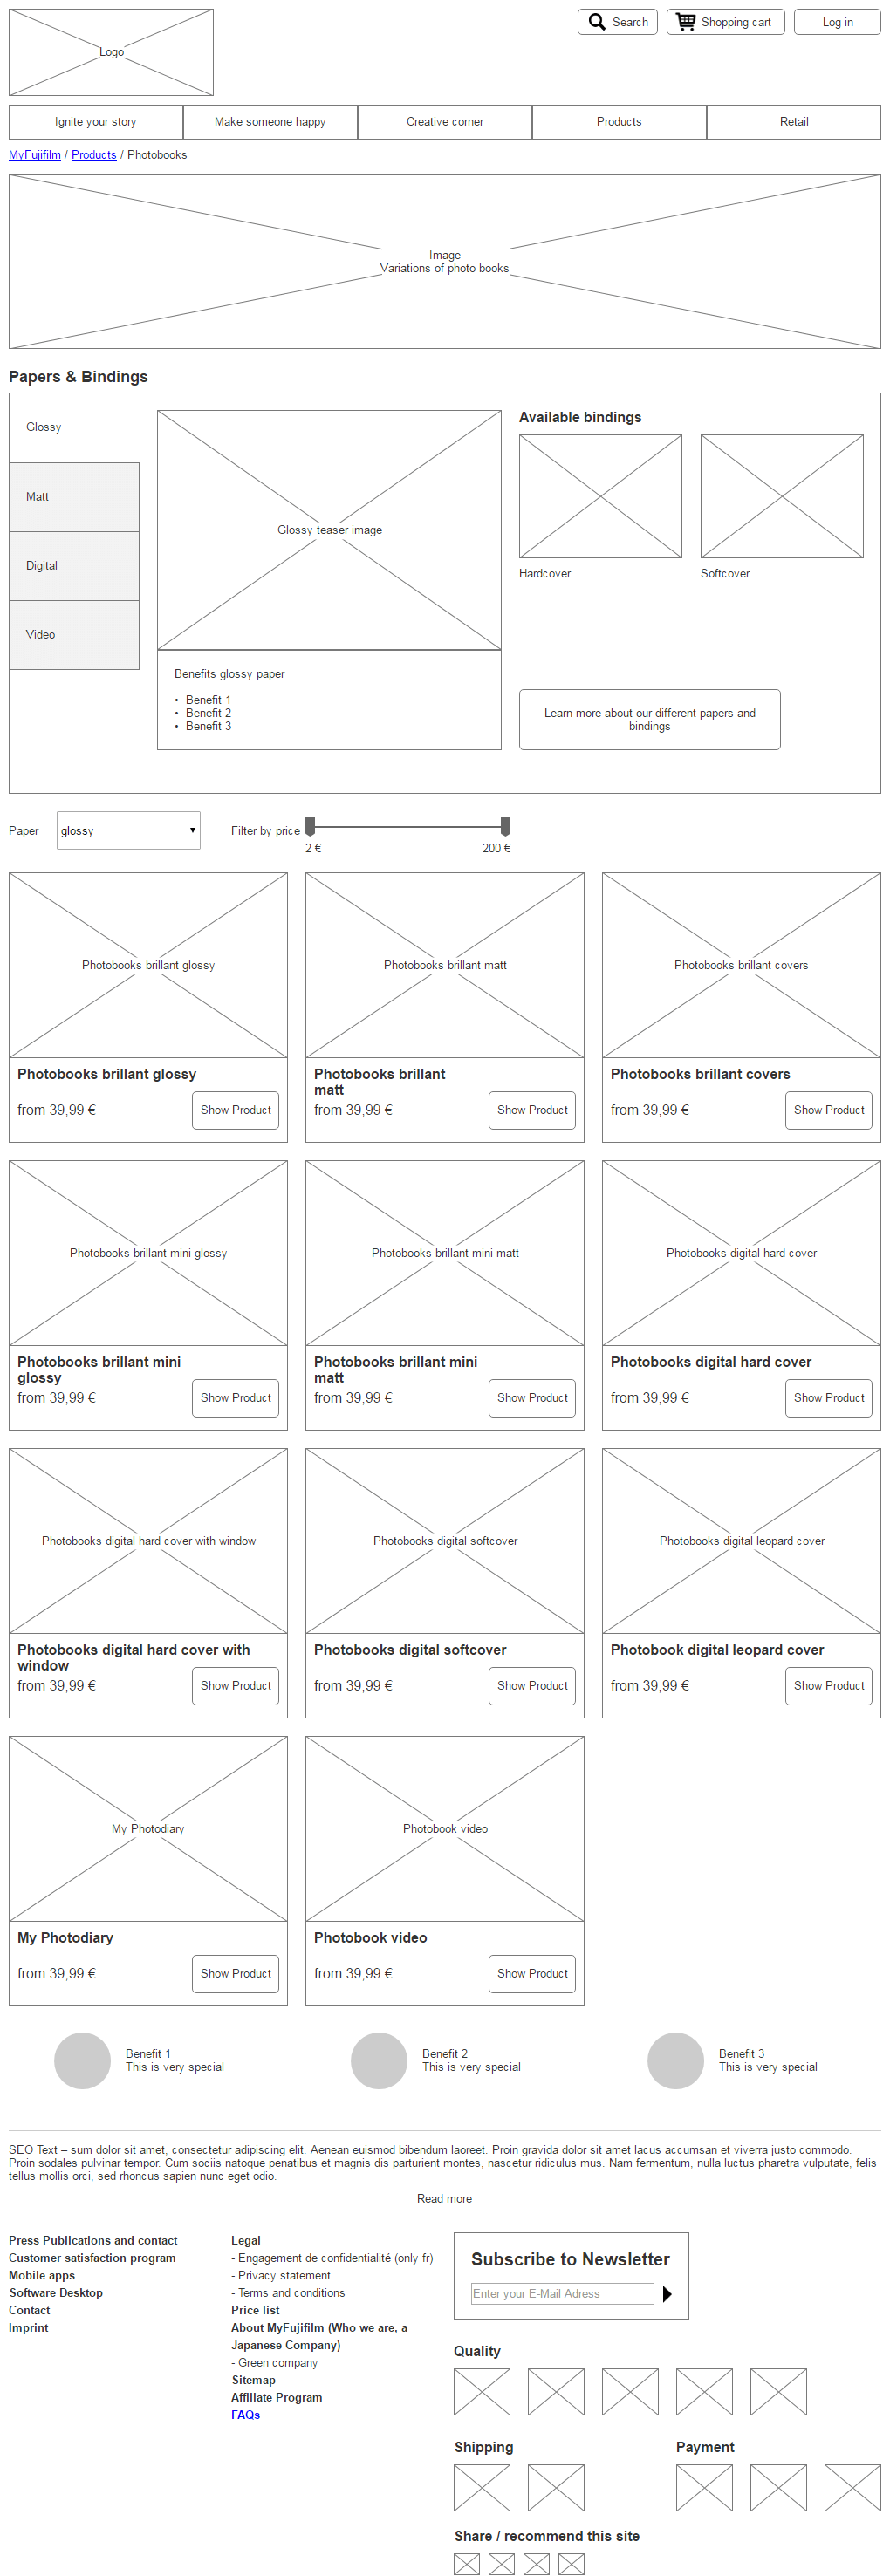 Logo
Search
Shopping cart
Log in
Ignite your story
Make someone happy
Creative corner
Products
Retail
MyFujifilm / Products / Photobooks
Image
Variations of photo books
Papers & Bindings
Glossy
Matt
Digital
Video
Glossy teaser image
Benefits glossy paper
• Benefit 1
• Benefit 2
• Benefit 3
Available bindings
Hardcover
Softcover
Learn more about our different papers and
bindings
Paper
glossy
Filter by price
2 €
200 €
Photobooks brillant glossy
Photobooks brillant glossy
from 39,99 €
Show Product
Photobooks brillant matt
Photobooks brillant
matt
from 39,99 €
Show Product
Photobooks brillant covers
Photobooks brillant covers
from 39,99 €
Show Product
Photobooks brillant mini glossy
Photobooks brillant mini
glossy
from 39,99 €
Show Product
Photobooks brillant mini matt
Photobooks brillant mini
matt
from 39,99 €
Show Product
Photobooks digital hard cover
Photobooks digital hard cover
from 39,99 €
Show Product
Photobooks digital hard cover with window
Photobooks digital hard cover with
window
from 39,99 €
Show Product
Photobooks digital softcover
Photobooks digital softcover
from 39,99 €
Show Product
Photobooks digital leopard cover
Photobook digital leopard cover
from 39,99 €
Show Product
My Photodiary
My Photodiary
from 39,99 €
Show Product
Photobook video
Photobook video
from 39,99 €
Show Product
Benefit 1
This is very special
Benefit 2
This is very special
Benefit 3
This is very special
SEO Text – sum dolor sit amet, consectetur adipiscing elit. Aenean euismod bibendum laoreet. Proin gravida dolor sit amet lacus accumsan et viverra justo commodo.
Proin sodales pulvinar tempor. Cum sociis natoque penatibus et magnis dis parturient montes, nascetur ridiculus mus. Nam fermentum, nulla luctus pharetra vulputate, felis
tellus mollis orci, sed rhoncus sapien nunc eget odio.
Read more
Press Publications and contact
Customer satisfaction program
Mobile apps
Software Desktop
Contact
Imprint
Legal
- Engagement de confidentialité (only fr)
- Privacy statement
- Terms and conditions
Price list
About MyFujifilm (Who we are, a
Japanese Company)
- Green company
Sitemap
Affiliate Program
FAQs
Subscribe to Newsletter
Enter your E-Mail Adress
Quality
Shipping
Payment
Share / recommend this site